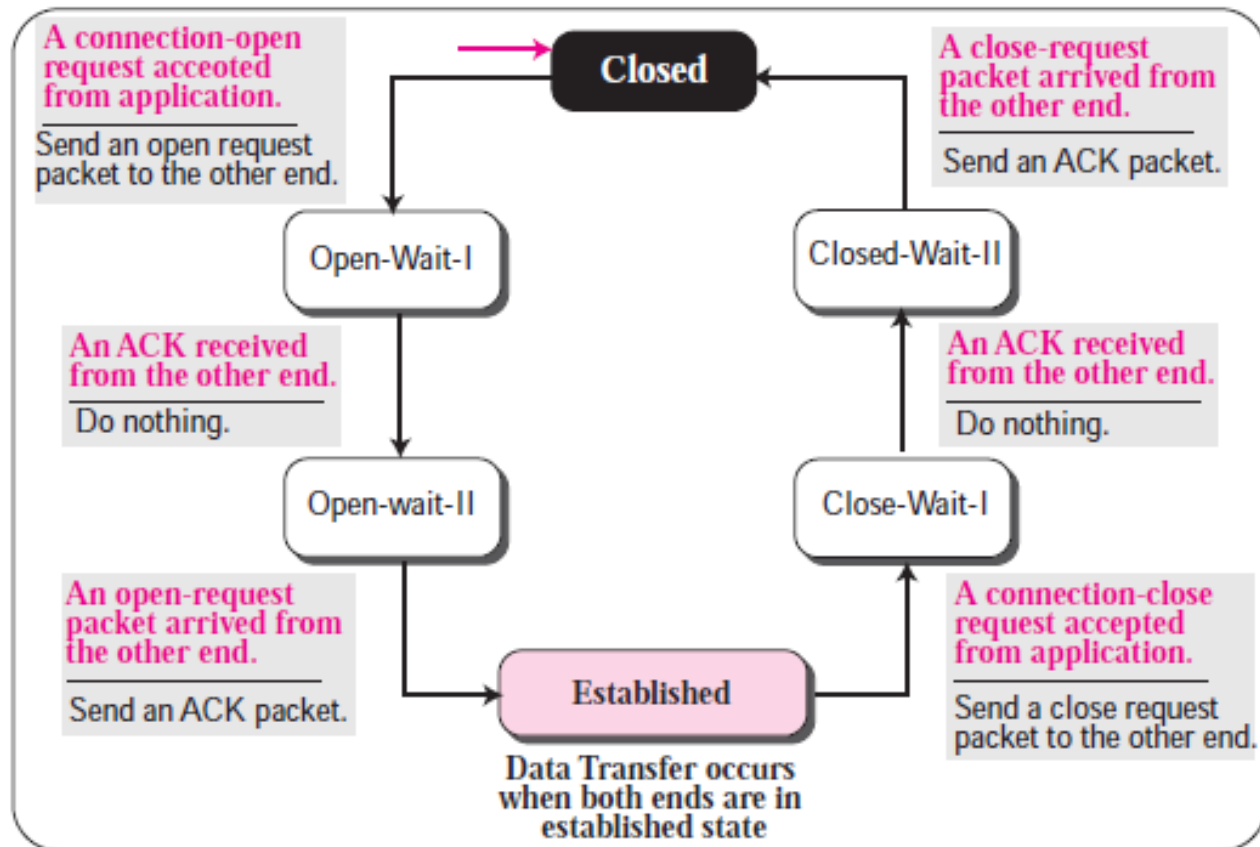 A connection-open
request acceoted
from application.
Send an open request
packet to the other end.
Closed
A close-request
packet arrived from
the other end.
Send an ACK packet.
Open-Wait-I
Closed-Wait-II
An ACK received
from the other end.
Do nothing.
An ACK received
from the other end.
Do nothing.
Open-wait-II
Close-Wait-I
An open-request
packet arrived from
the other end.
Send an ACK packet.
Established
Data Transfer occurs
when both ends are in
established state
A connection-close
request accepted
from application.
Send a close request
packet to the other end.